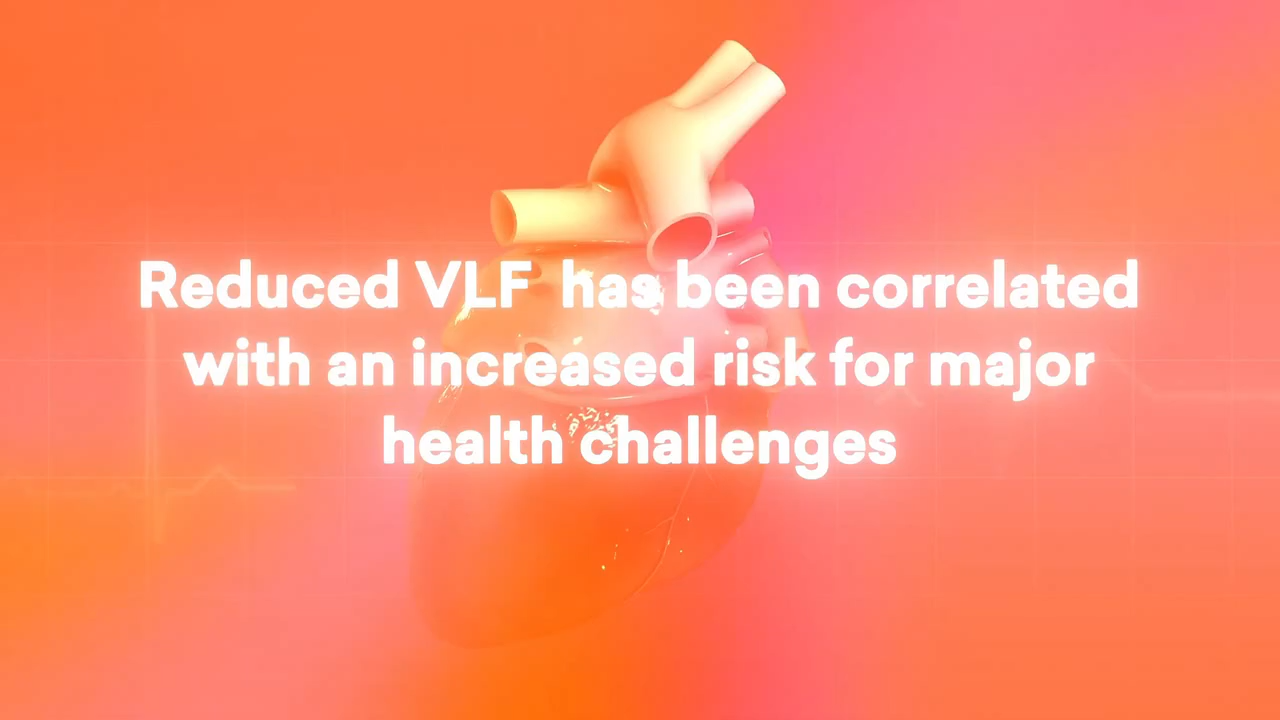 Reduced VLF has been correlated
with an increased risk for major
health challenges